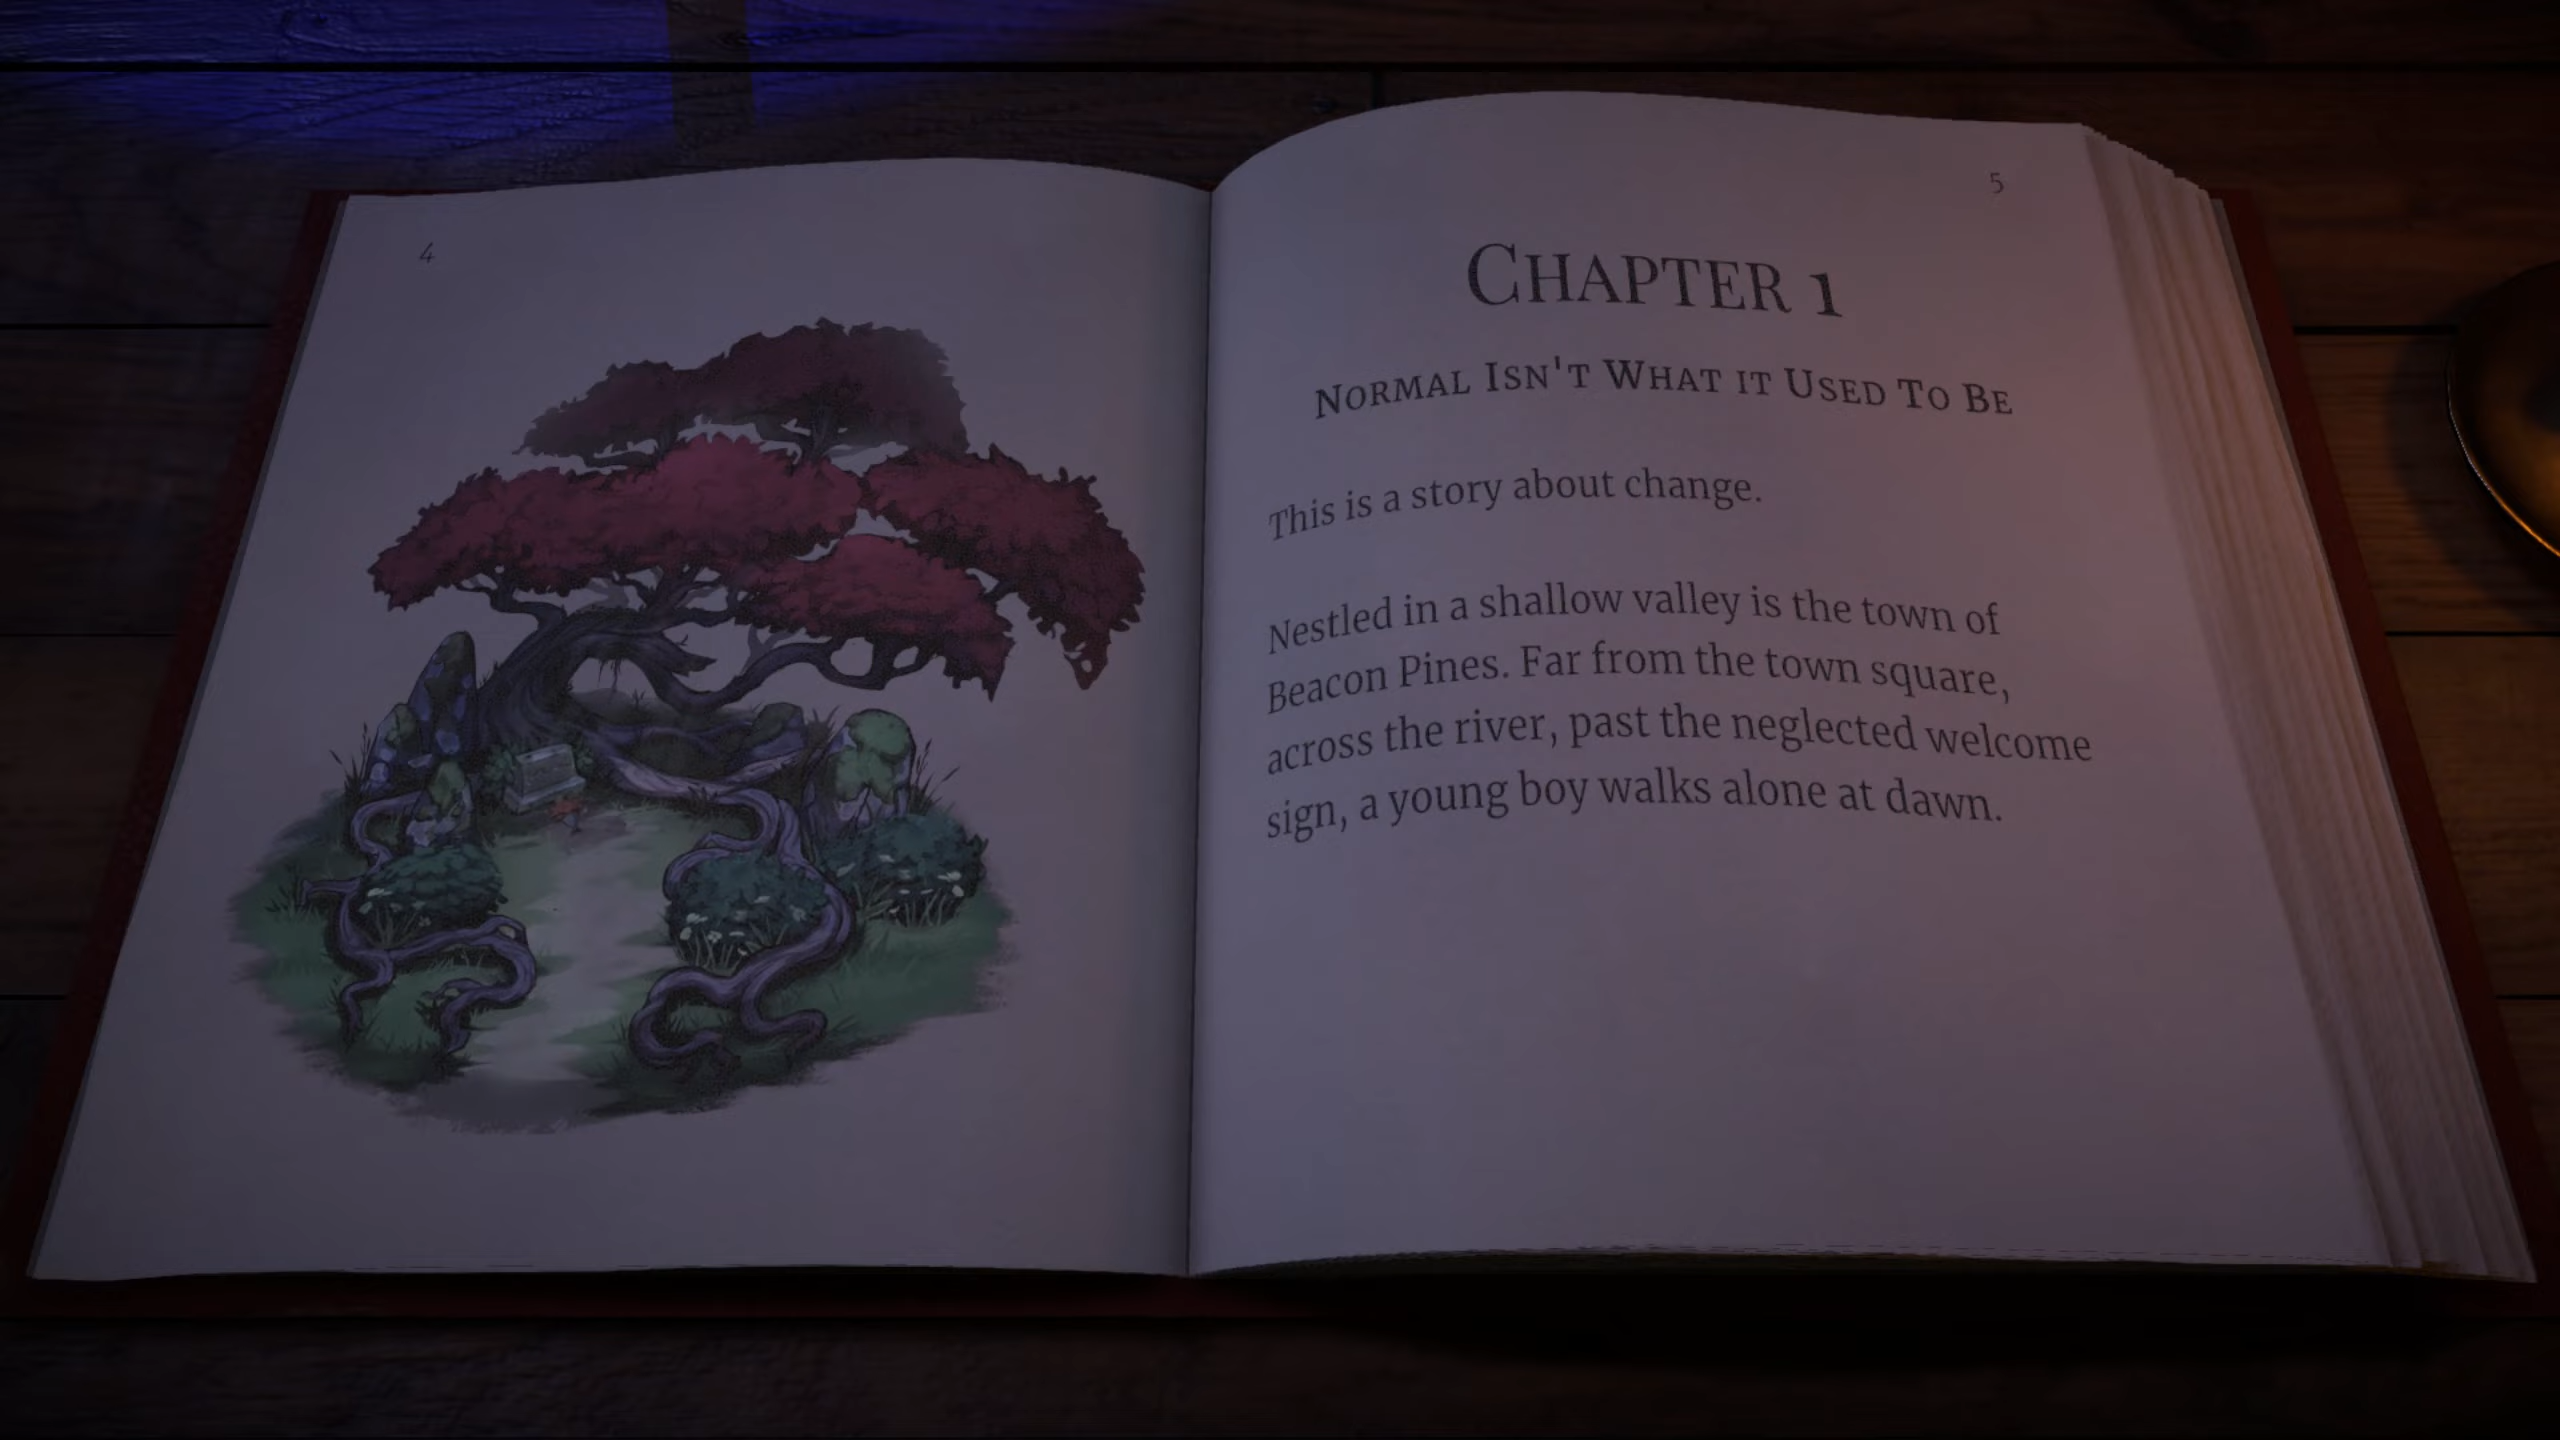 4
5
Chapter 1
Normal Isn't What it Used To Be
This is a story about change.
Nestled in a shallow valley is the town of
Beacon Pines. Far from the town square,
across the river, past the neglected welcome
sign, a young boy walks alone at dawn.